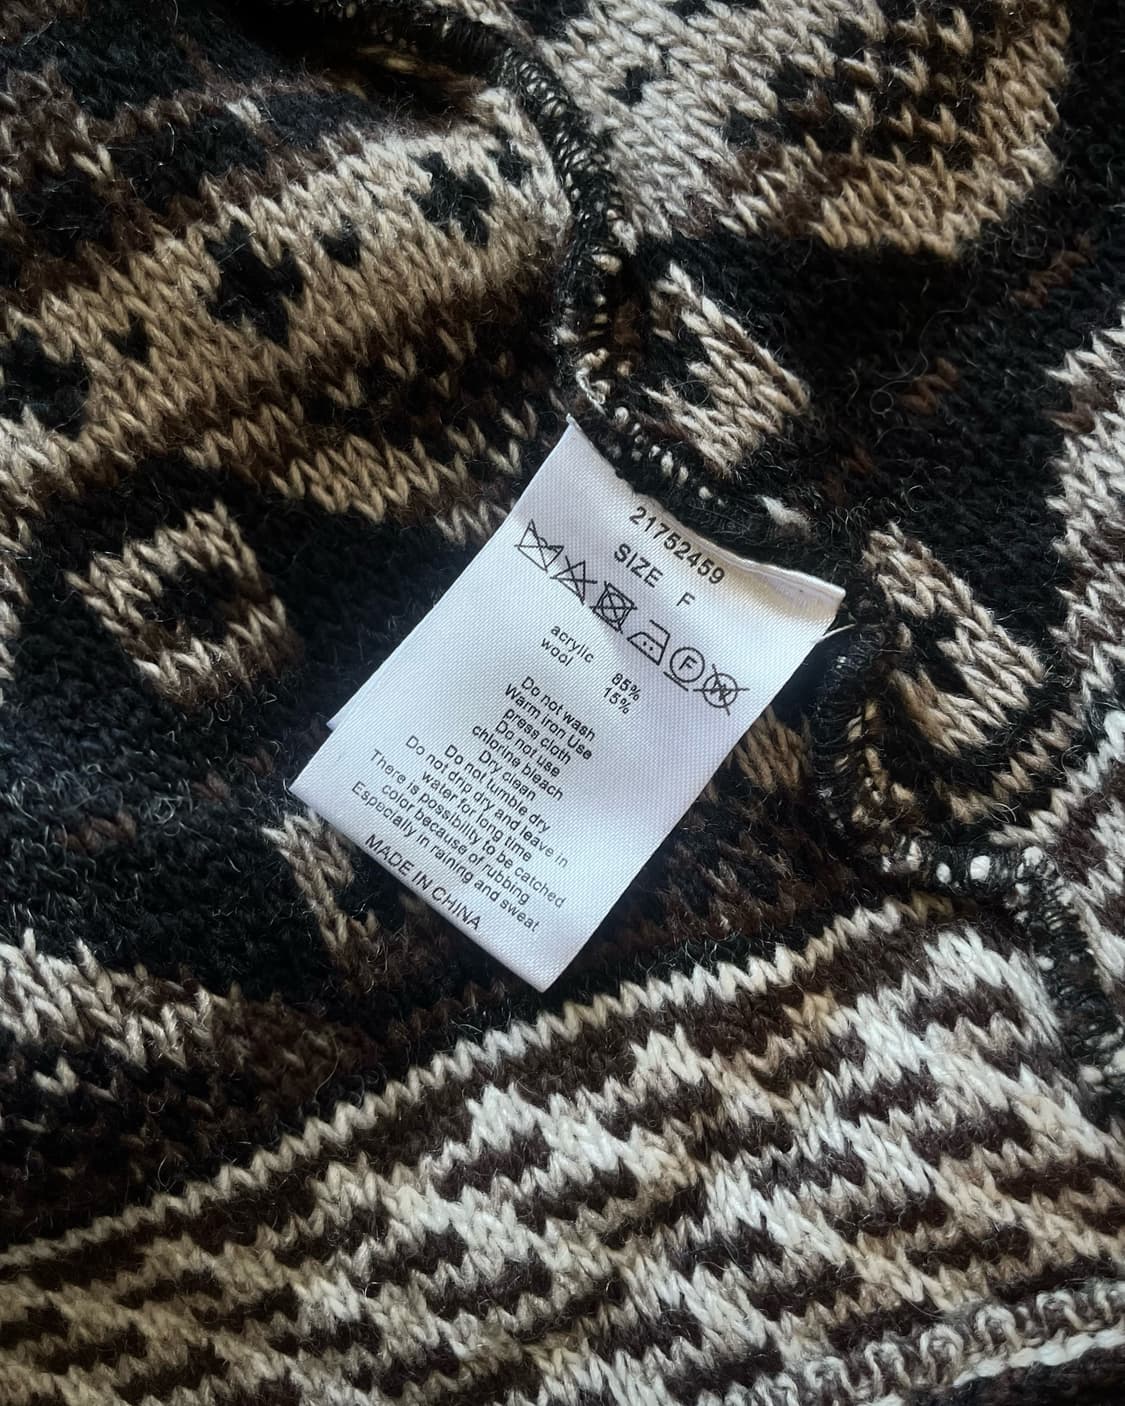 21752459
SIZE F
F W
acrylic 85%
wool 15%
Do not wash
Warm iron Use
press cloth
Do not use
chlorine bleach
Dry clean
Do not tumble dry
Do not drip dry and leave in
water for long time
There is possibility to be catched
color because of rubbing
Especially in raining and sweat
MADE IN CHINA